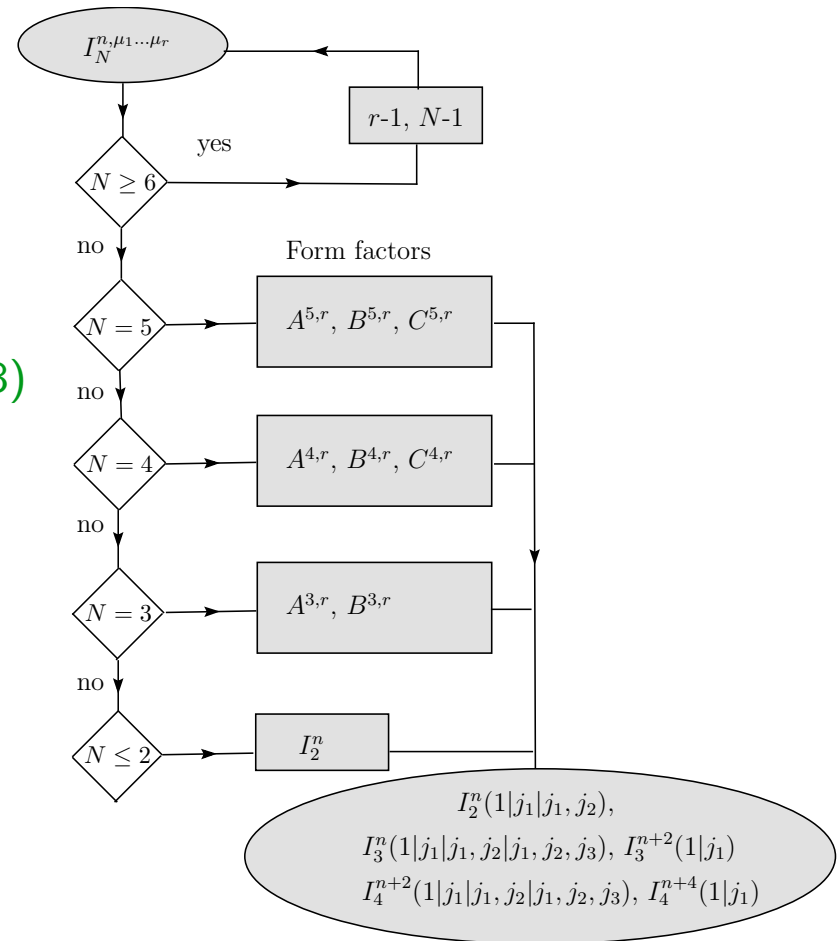 I_N^{n,μ_1...μ_r}
r-1, N-1
yes
N ≥ 6
no
Form factors
N = 5
A^{5,r}, B^{5,r}, C^{5,r}
3)
no
N = 4
A^{4,r}, B^{4,r}, C^{4,r}
no
N = 3
A^{3,r}, B^{3,r}
no
N ≤ 2
I_2^n
I_2^n(1|j_1|j_1, j_2),
I_3^n(1|j_1|j_1, j_2|j_1, j_2, j_3), I_3^{n+2}(1|j_1)
I_4^{n+2}(1|j_1|j_1, j_2|j_1, j_2, j_3), I_4^{n+4}(1|j_1)